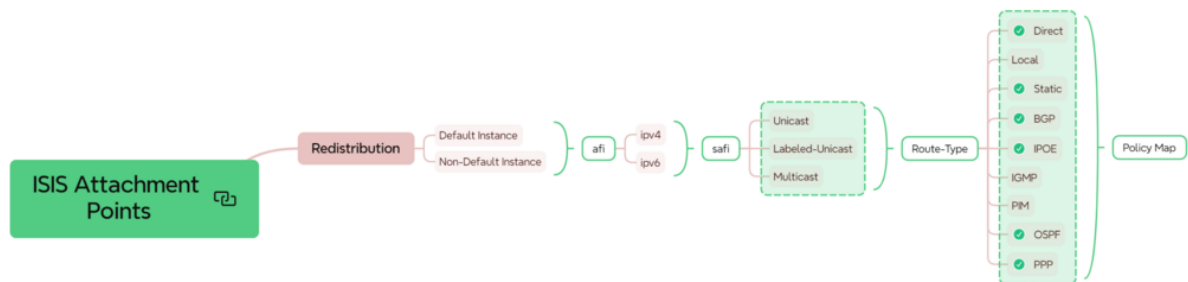 ISIS Attachment
Points
Redistribution
Default Instance
Non-Default Instance
afi
ipv4
ipv6
safi
Unicast
Labeled-Unicast
Multicast
Route-Type
Direct
Local
Static
BGP
IPOE
IGMP
PIM
OSPF
PPP
Policy Map